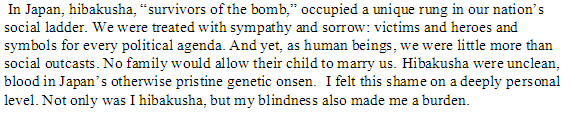 In Japan, hibakusha, “survivors of the bomb,” occupied a unique rung in our nation’s
social ladder. We were treated with sympathy and sorrow: victims and heroes and
symbols for every political agenda. And yet, as human beings, we were little more than
social outcasts. No family would allow their child to marry us. Hibakusha were unclean,
blood in Japan’s otherwise pristine genetic onsen.  I felt this shame on a deeply personal
level. Not only was I hibakusha, but my blindness also made me a burden.